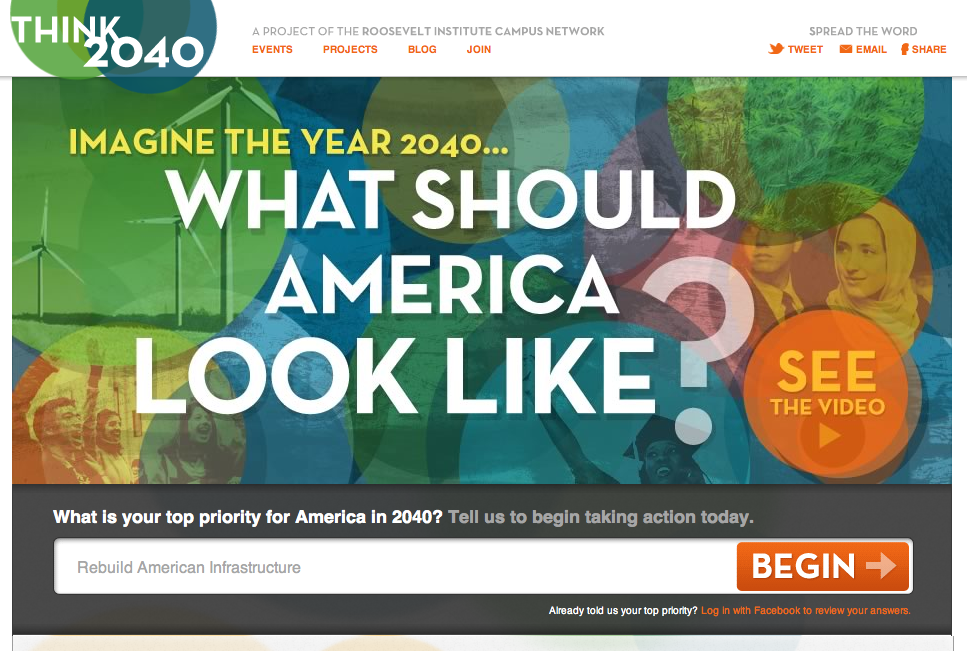 THINK
2040
A PROJECT OF THE ROOSEVELT INSTITUTE CAMPUS NETWORK
EVENTS PROJECTS BLOG JOIN
SPREAD THE WORD
TWEET EMAIL SHARE
IMAGINE THE YEAR 2040...
WHAT SHOULD
AMERICA
LOOK LIKE?
SEE
THE VIDEO
What is your top priority for America in 2040? Tell us to begin taking action today.
Rebuild American Infrastructure
BEGIN
Already told us your top priority? Log in with Facebook to review your answers.